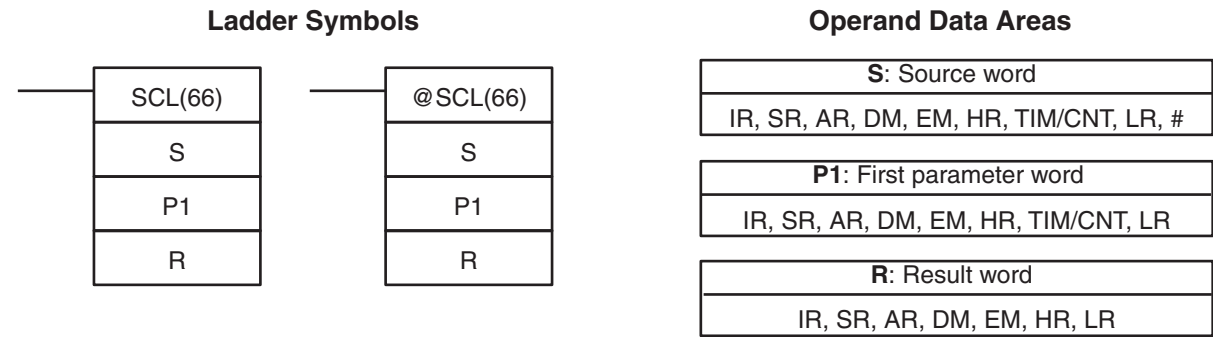 Ladder Symbols
SCL(66)
S
P1
R
@SCL(66)
S
P1
R
Operand Data Areas
S: Source word
IR, SR, AR, DM, EM, HR, TIM/CNT, LR, #
P1: First parameter word
IR, SR, AR, DM, EM, HR, TIM/CNT, LR
R: Result word
IR, SR, AR, DM, EM, HR, LR